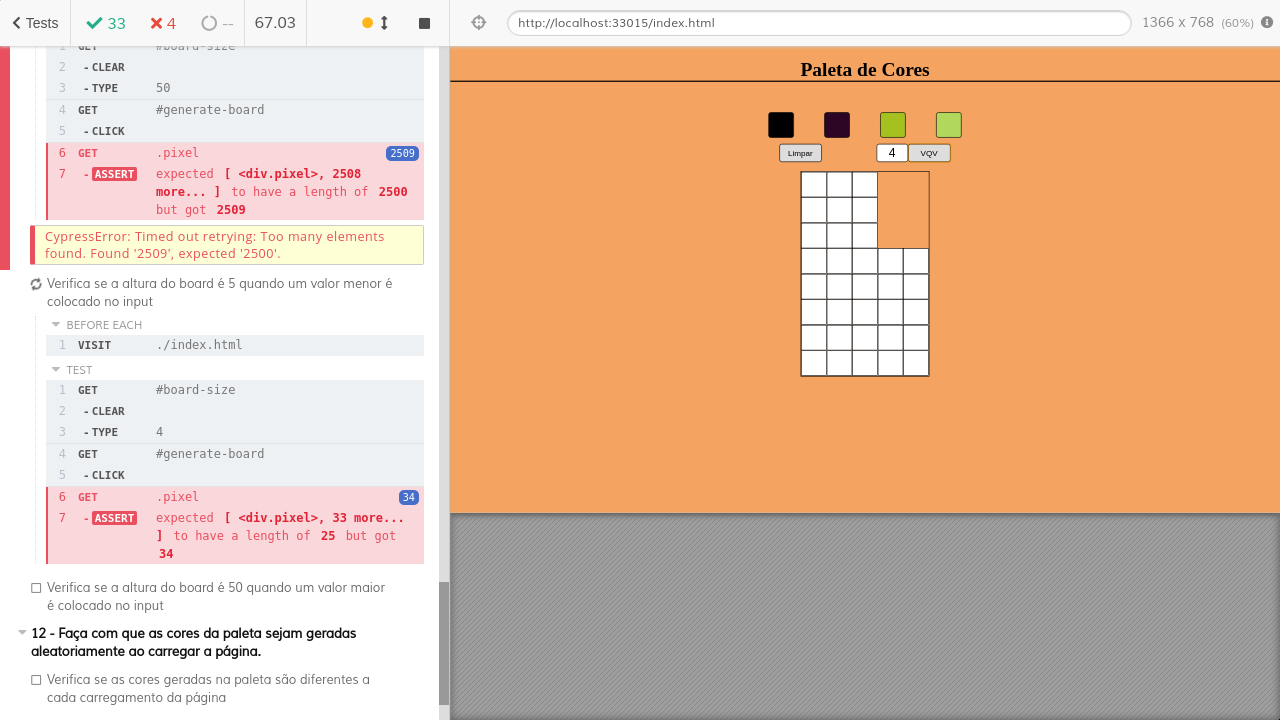 Tests
33
4
--
67.03
http://localhost:33015/index.html
1366 x 768 (60%)
1 GET #board-size
2 -CLEAR
3 -TYPE 50
4 GET #generate-board
5 -CLICK
6 GET .pixel 2509
7 -ASSERT expected [ <div.pixel>, 2508
more... ] to have a length of 2500
but got 2509
CypressError: Timed out retrying: Too many elements
found. Found '2509', expected '2500'.
Verifica se a altura do board é 5 quando um valor menor é
colocado no input
BEFORE EACH
1 VISIT ./index.html
TEST
1 GET #board-size
2 -CLEAR
3 -TYPE 4
4 GET #generate-board
5 -CLICK
6 GET .pixel 34
7 -ASSERT expected [ <div.pixel>, 33 more...
] to have a length of 25 but got
34
Verifica se a altura do board é 50 quando um valor maior
é colocado no input
12 - Faça com que as cores da paleta sejam geradas
aleatoriamente ao carregar a página.
Verifica se as cores geradas na paleta são diferentes a
cada carregamento da página
Paleta de Cores
Limpar
4
VQV